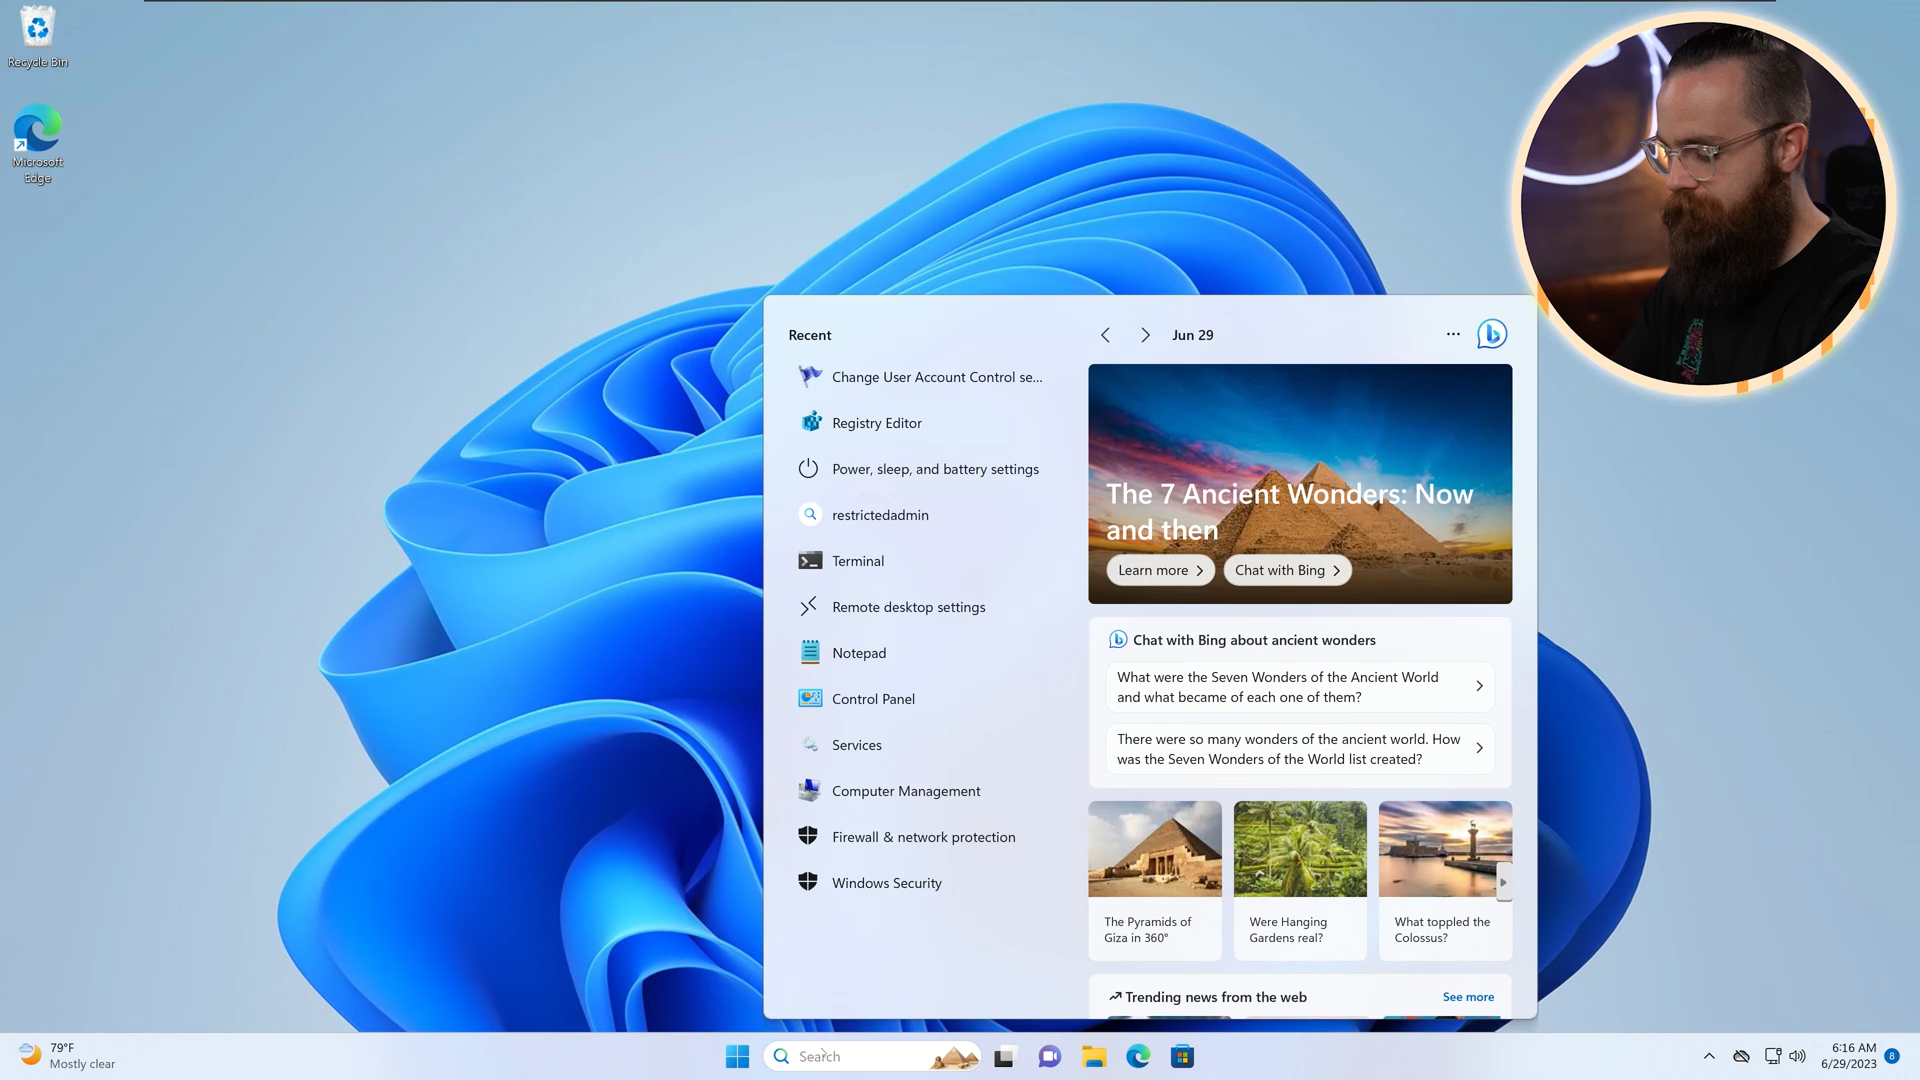 Recycle Bin
Microsoft
Edge
Recent
Change User Account Control se...
Registry Editor
Power, sleep, and battery settings
restrictedadmin
Terminal
Remote desktop settings
Notepad
Control Panel
Services
Computer Management
Firewall & network protection
Windows Security
Jun 29
The 7 Ancient Wonders: Now
and then
Learn more
Chat with Bing
Chat with Bing about ancient wonders
What were the Seven Wonders of the Ancient World
and what became of each one of them?
There were so many wonders of the ancient world. How
was the Seven Wonders of the World list created?
The Pyramids of
Giza in 360°
Were Hanging
Gardens real?
What toppled the
Colossus?
Trending news from the web
See more
79°F
Mostly clear
Search
6:16 AM
6/29/2023
8